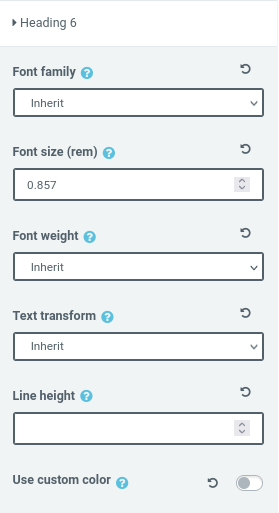 Heading 6
Font family
Inherit
Font size (rem)
0.857
Font weight
Inherit
Text transform
Inherit
Line height
Use custom color